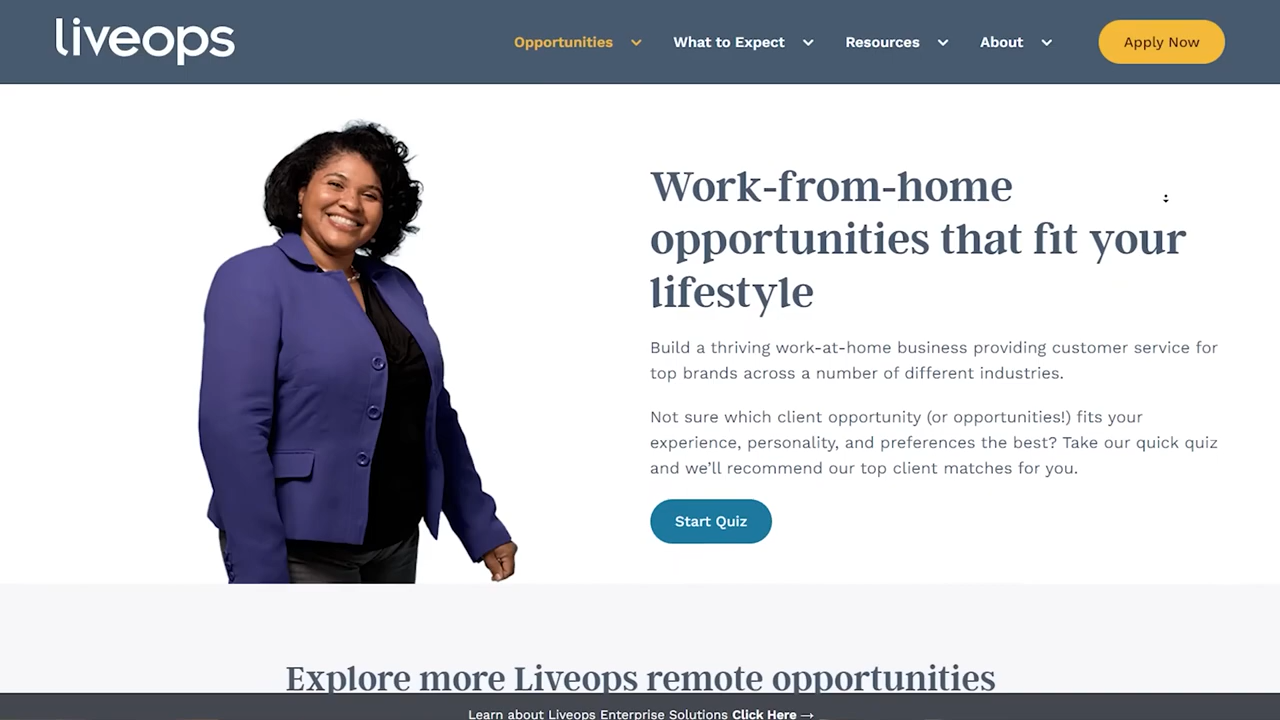 liveops
Opportunities
What to Expect
Resources
About
Apply Now
Work-from-home
opportunities that fit your
lifestyle
Build a thriving work-at-home business providing customer service for
top brands across a number of different industries.
Not sure which client opportunity (or opportunities!) fits your
experience, personality, and preferences the best? Take our quick quiz
and we'll recommend our top client matches for you.
Start Quiz
Explore more Liveops remote opportunities
Learn about Liveops Enterprise Solutions Click Here →